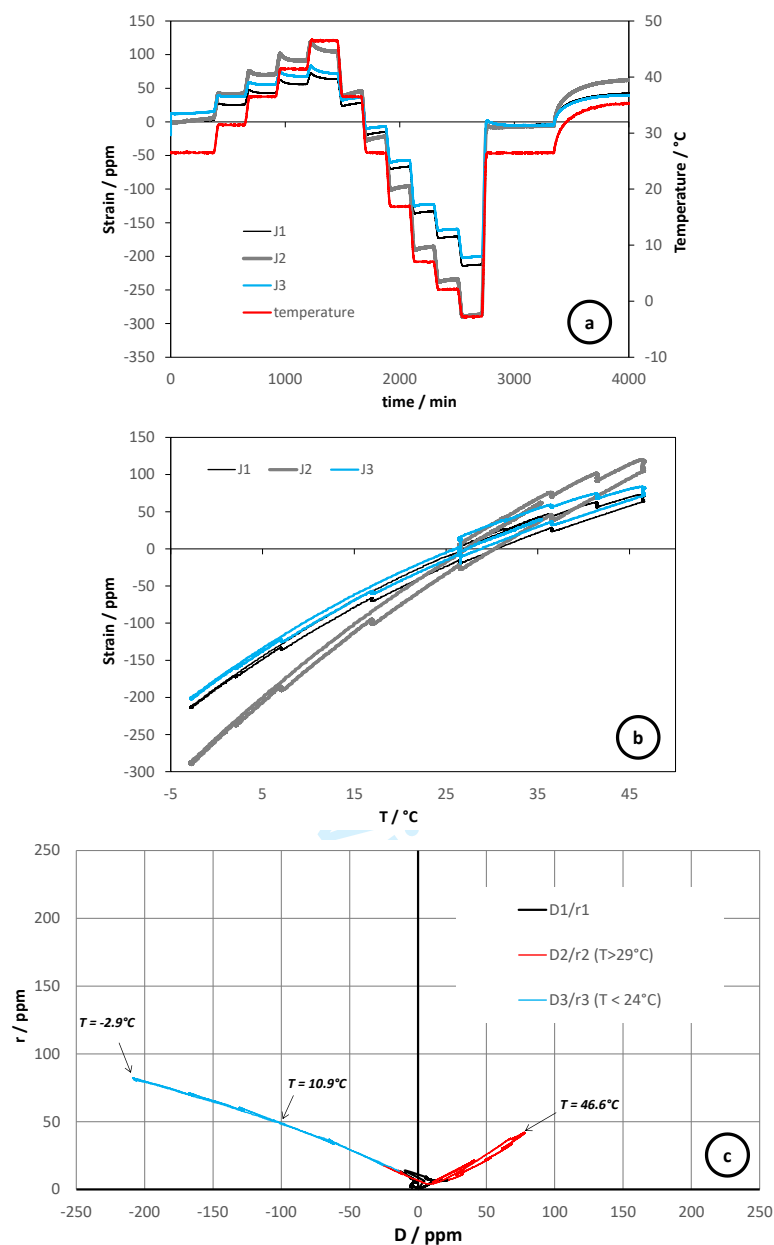 150
100
50
0
-50
-100
-150
-200
-250
-300
-350
50
40
30
20
10
0
-10
Strain / ppm
Temperature / °C
J1
J2
J3
temperature
a
0
1000
2000
3000
4000
time / min
150
100
50
0
-50
-100
-150
-200
-250
-300
Strain / ppm
J1 J2 J3
b
-5
5
15
25
35
45
T / °C
250
200
150
100
50
0
r / ppm
D1/r1
D2/r2 (T>29°C)
D3/r3 (T < 24°C)
T = -2.9°C
T = 10.9°C
T = 46.6°C
c
-250
-200
-150
-100
-50
0
50
100
150
200
250
D / ppm